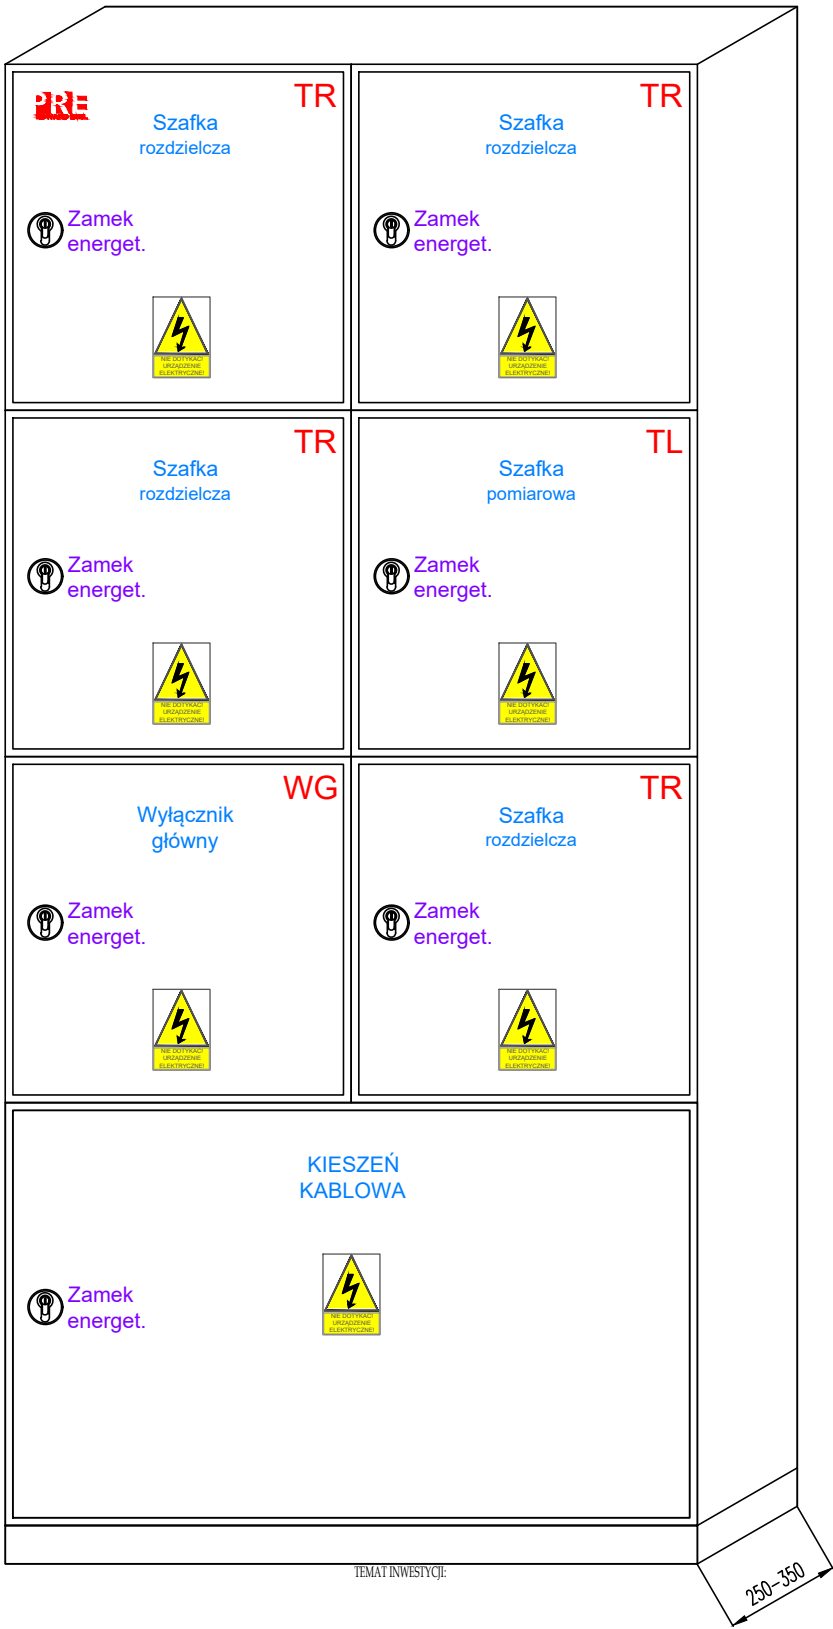 PRE
TR
Szafka
rozdzielcza
Zamek
energet.
NIE DOTYKAĆ!
URZĄDZENIE
ELEKTRYCZNE!
TR
Szafka
rozdzielcza
Zamek
energet.
NIE DOTYKAĆ!
URZĄDZENIE
ELEKTRYCZNE!
TR
Szafka
rozdzielcza
Zamek
energet.
NIE DOTYKAĆ!
URZĄDZENIE
ELEKTRYCZNE!
TL
Szafka
pomiarowa
Zamek
energet.
NIE DOTYKAĆ!
URZĄDZENIE
ELEKTRYCZNE!
WG
Wyłącznik
główny
Zamek
energet.
NIE DOTYKAĆ!
URZĄDZENIE
ELEKTRYCZNE!
TR
Szafka
rozdzielcza
Zamek
energet.
NIE DOTYKAĆ!
URZĄDZENIE
ELEKTRYCZNE!
KIESZEŃ
KABLOWA
Zamek
energet.
NIE DOTYKAĆ!
URZĄDZENIE
ELEKTRYCZNE!
TEMAT INWESTYCJI:
250-350